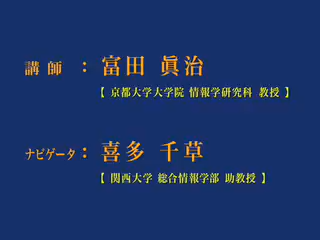 講師 : 富田 眞治
【 京都大学大学院 情報学研究科 教授 】
ナビゲータ : 喜多 千草
【 関西大学 総合情報学部 助教授 】